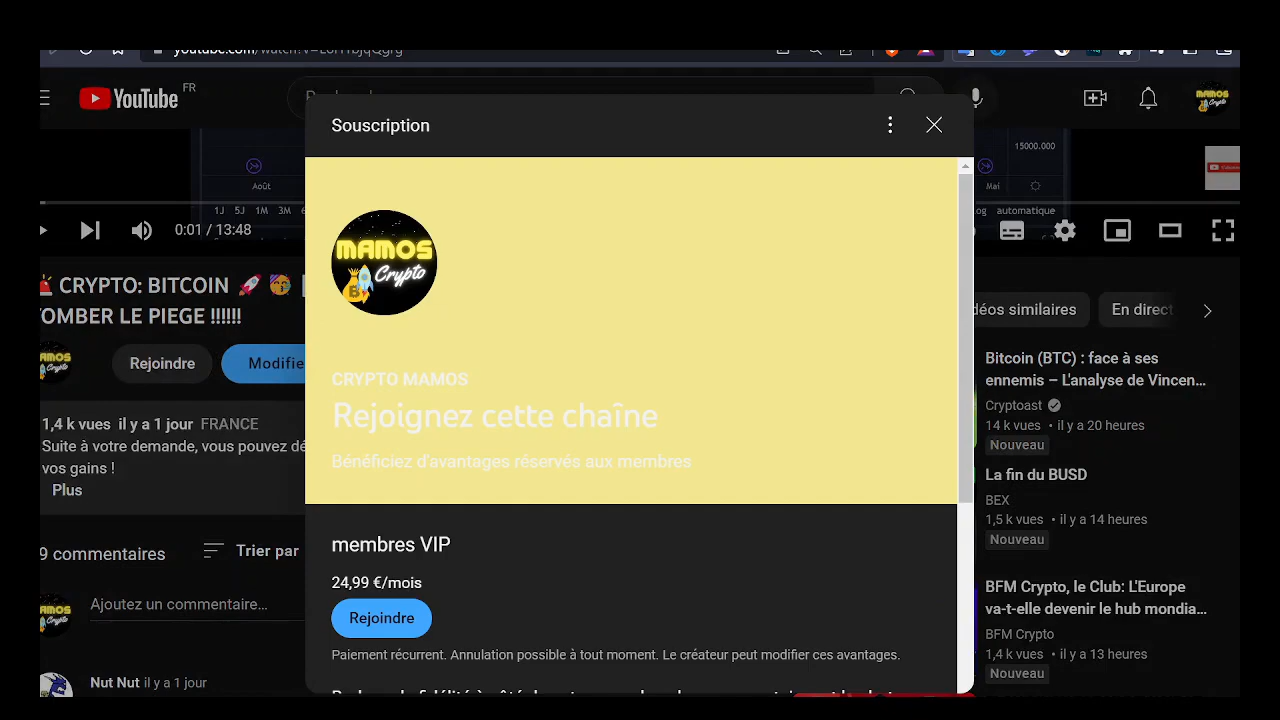 YouTube
FR
Souscription
15000.000
Août
Mai
1J 5J 1M 3M
automatique
0:01 / 13:48
MAMOS
Crypto
CRYPTO: BITCOIN
TOMBER LE PIEGE !!!!!!
Rejoindre
Modifie
1,4 k vues il y a 1 jour FRANCE
Suite à votre demande, vous pouvez dé
vos gains !
Plus
9 commentaires
Trier par
Ajoutez un commentaire...
Nut Nut il y a 1 jour
CRYPTO MAMOS
Rejoignez cette chaîne
Bénéficiez d'avantages réservés aux membres
membres VIP
24,99 €/mois
Rejoindre
Paiement récurrent. Annulation possible à tout moment. Le créateur peut modifier ces avantages.
déos similaires
En direct
Bitcoin (BTC) : face à ses
ennemis – L'analyse de Vincen...
Cryptoast
14 k vues • il y a 20 heures
Nouveau
La fin du BUSD
BEX
1,5 k vues • il y a 14 heures
Nouveau
BFM Crypto, le Club: L'Europe
va-t-elle devenir le hub mondia...
BFM Crypto
1,4 k vues • il y a 13 heures
Nouveau